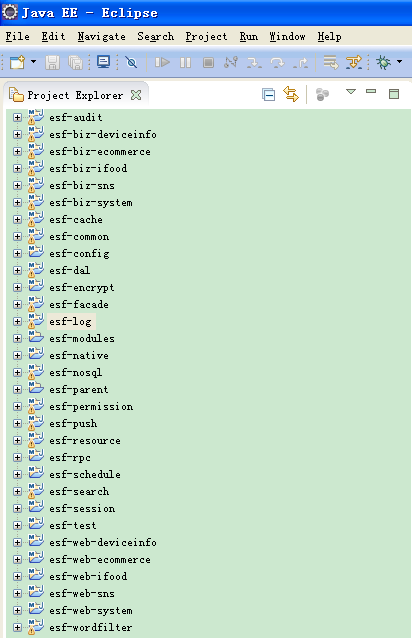 Java EE - Eclipse
File Edit Navigate Search Project Run Window Help
Project Explorer
esf-audit
esf-biz-deviceinfo
esf-biz-ecommerce
esf-biz-ifood
esf-biz-sns
esf-biz-system
esf-cache
esf-common
esf-config
esf-dal
esf-encrypt
esf-facade
esf-log
esf-modules
esf-native
esf-nosql
esf-parent
esf-permission
esf-push
esf-resource
esf-rpc
esf-schedule
esf-search
esf-session
esf-test
esf-web-deviceinfo
esf-web-ecommerce
esf-web-ifood
esf-web-sns
esf-web-system
esf-wordfilter